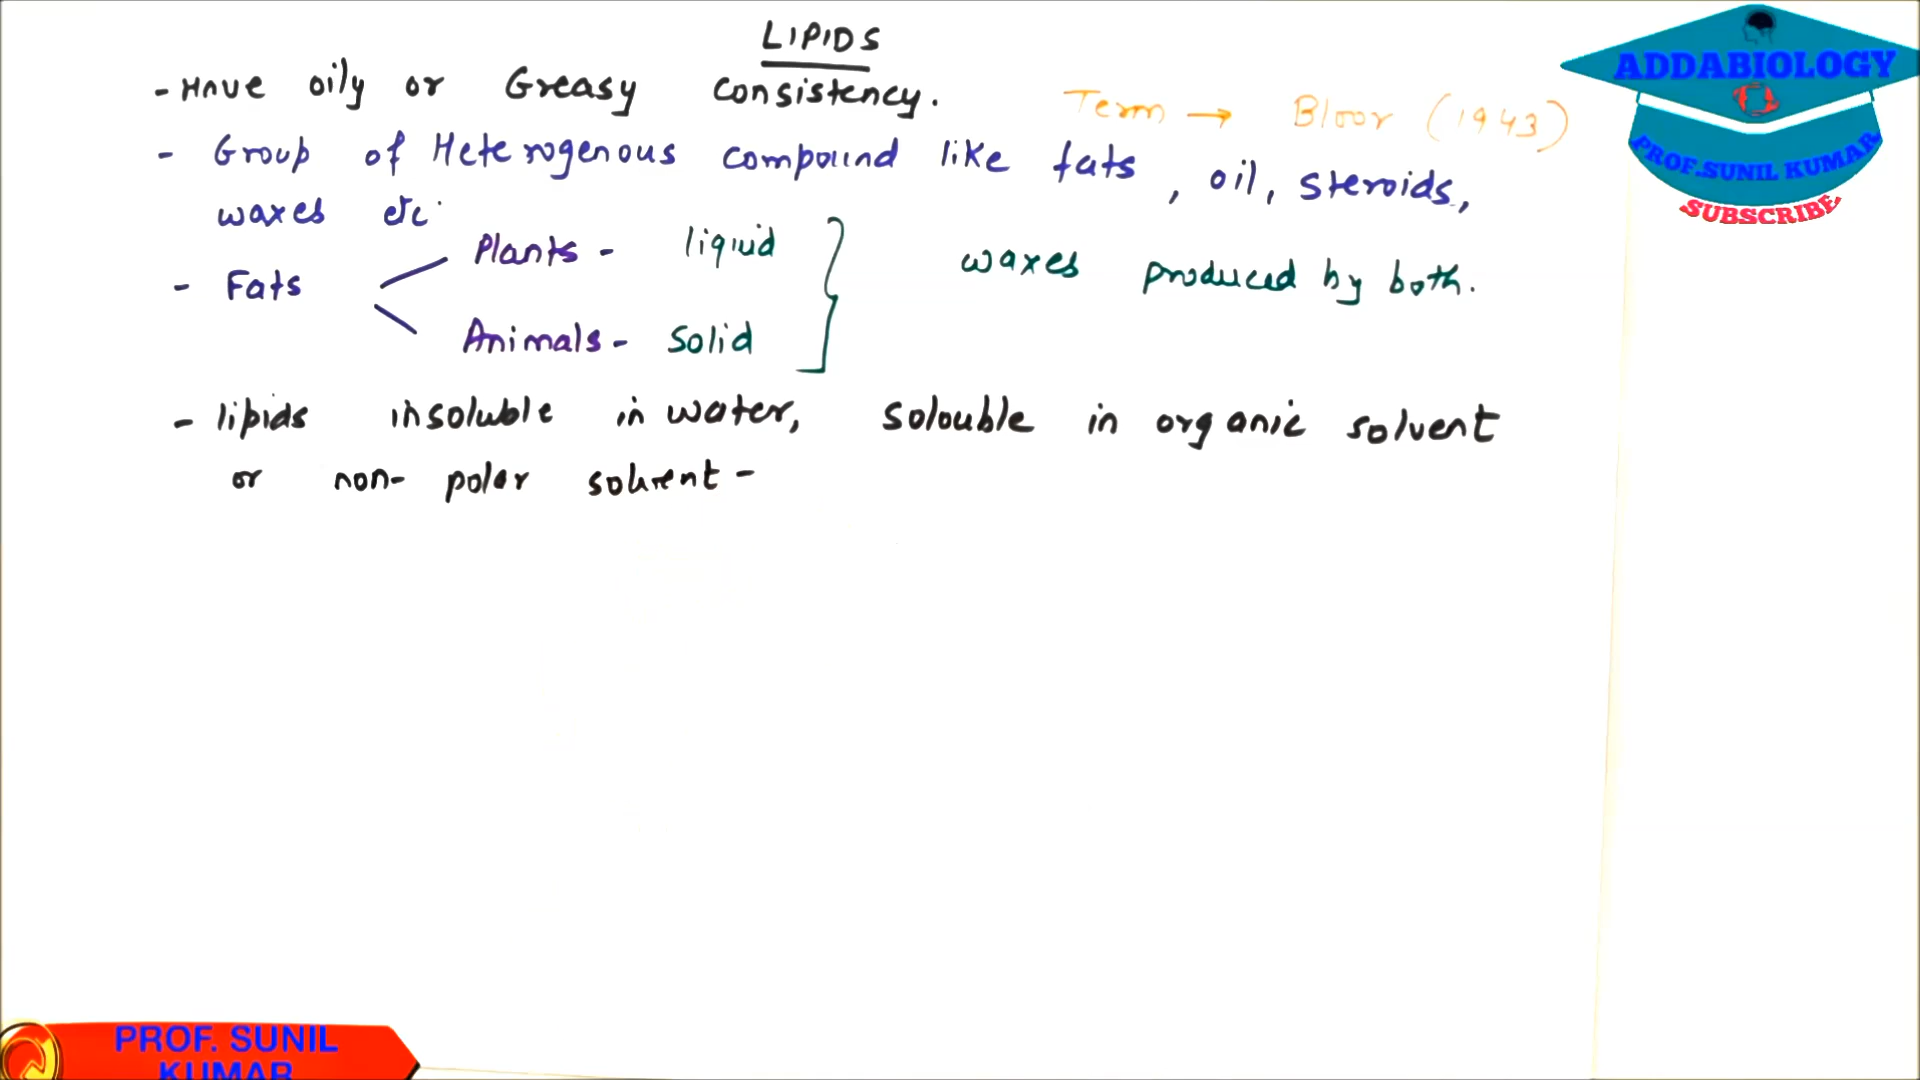 LIPIDS
- Have oily or Greasy consistency.
Term → Bloor (1943)
- Group of Heterogenous compound like fats, oil, steroids,
waxes etc.
- Fats
Plants - liquid
Animals - Solid
waxes produced by both.
- lipids insoluble in water, solouble in organic solvent
or non-polar solvent -
ADDABIOLOGY
PROF.SUNIL KUMAR
SUBSCRIBE
PROF. SUNIL
KUMAR